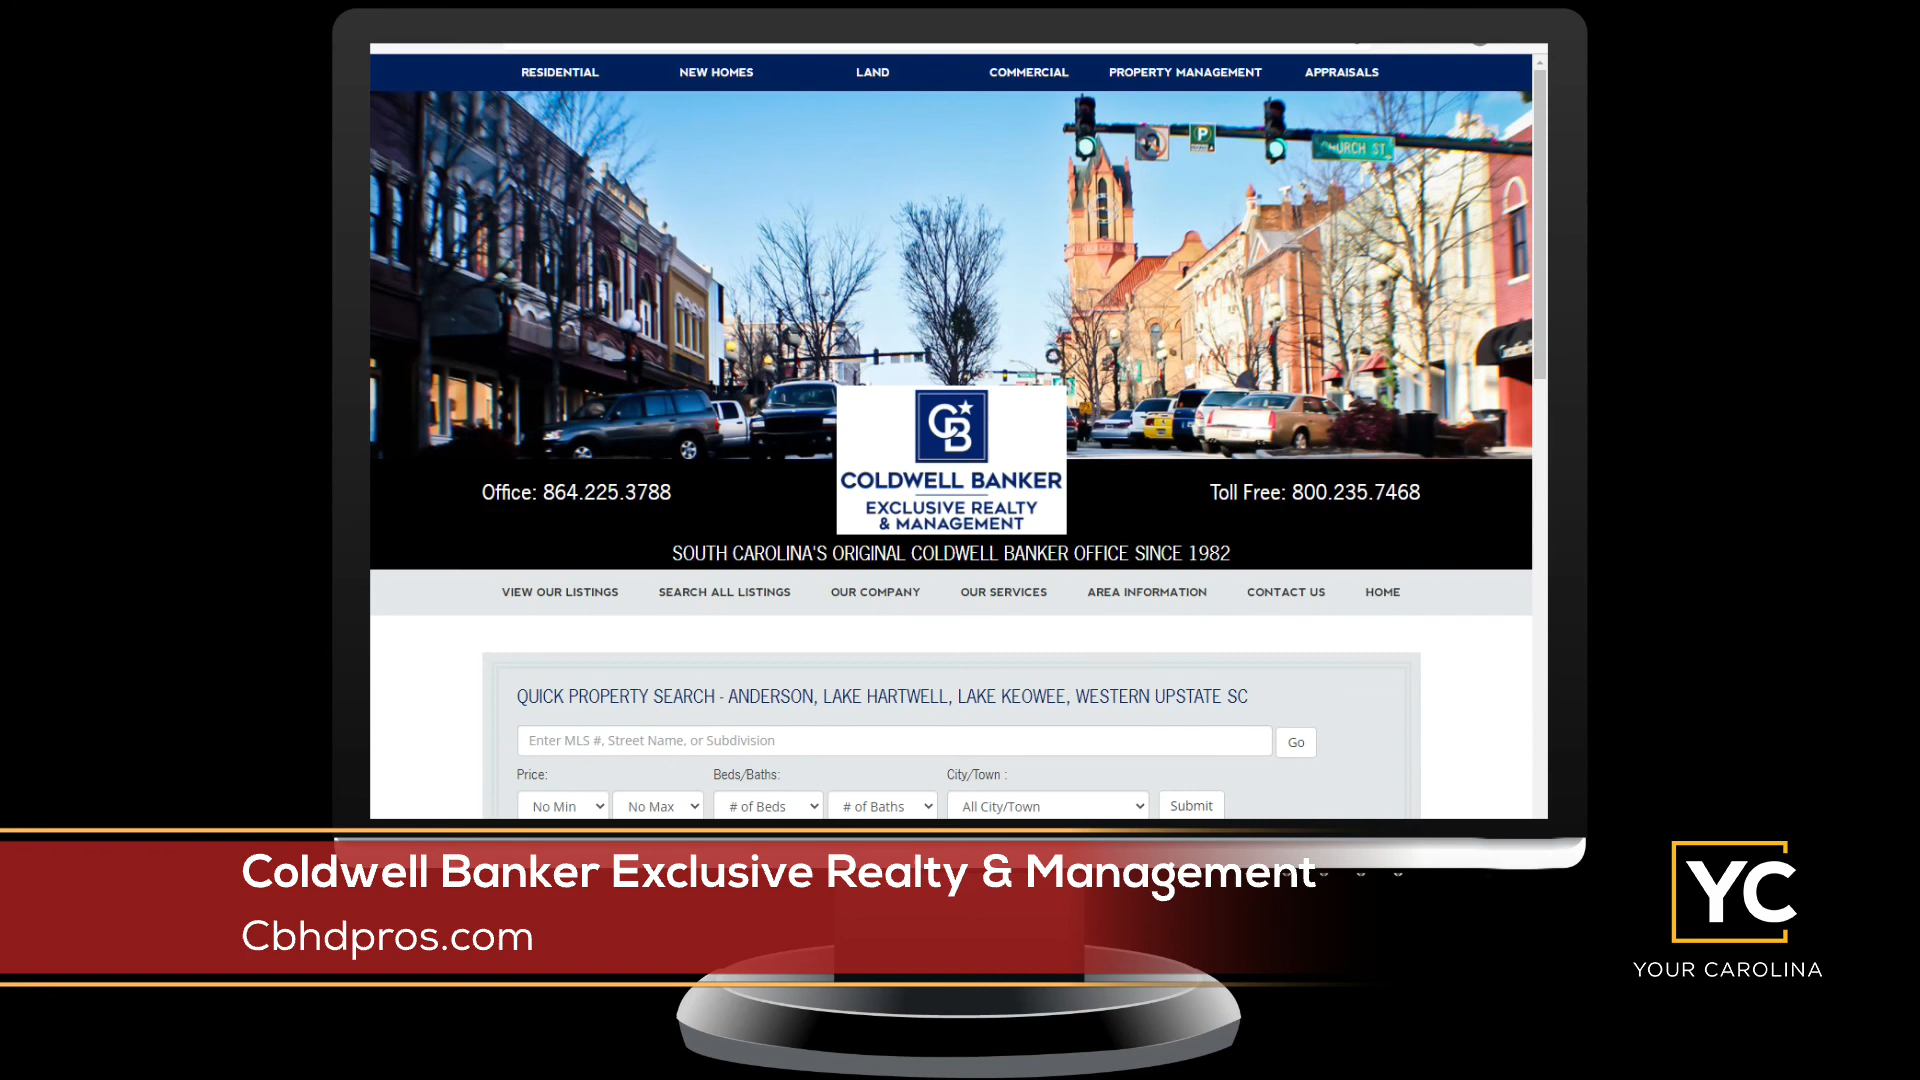 RESIDENTIAL NEW HOMES LAND COMMERCIAL PROPERTY MANAGEMENT APPRAISALS
P
CHURCH ST
CB
COLDWELL BANKER
EXCLUSIVE REALTY
& MANAGEMENT
Office: 864.225.3788
Toll Free: 800.235.7468
SOUTH CAROLINA'S ORIGINAL COLDWELL BANKER OFFICE SINCE 1982
VIEW OUR LISTINGS SEARCH ALL LISTINGS OUR COMPANY OUR SERVICES AREA INFORMATION CONTACT US HOME
QUICK PROPERTY SEARCH - ANDERSON, LAKE HARTWELL, LAKE KEOWEE, WESTERN UPSTATE SC
Enter MLS #, Street Name, or Subdivision Go
Price: Beds/Baths: City/Town :
No Min No Max # of Beds # of Baths All City/Town Submit
Coldwell Banker Exclusive Realty & Management
Cbhdpros.com
YC
YOUR CAROLINA